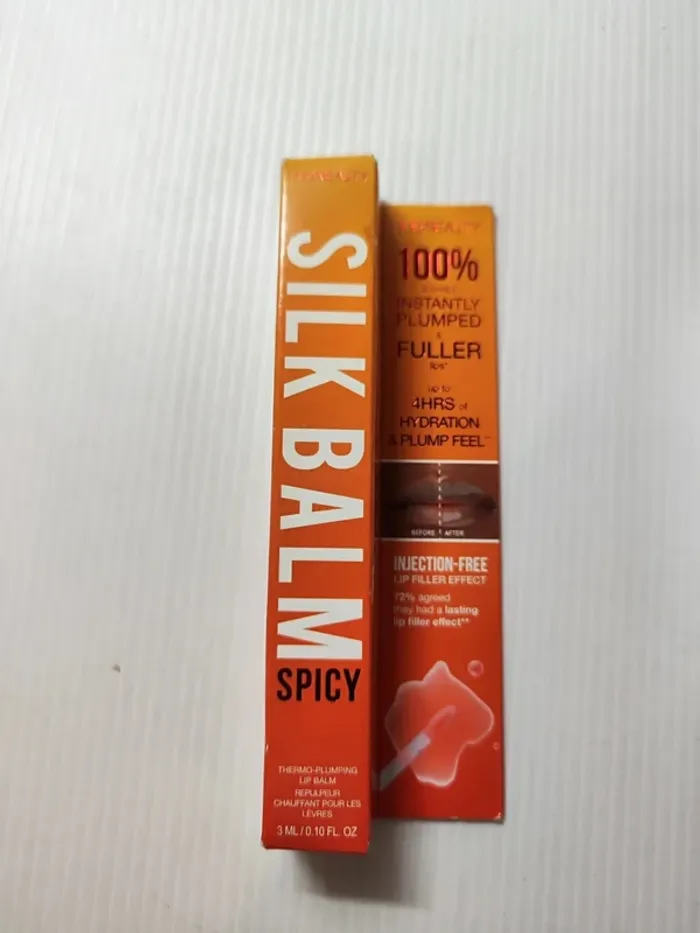 SILK BALM
SPICY
THERMO-PLUMPING
LIP BALM
REPULPEUR
CHAUFFANT POUR LES
LÈVRES
3 ML / 0.10 FL. OZ
100%
INSTANTLY
PLUMPED
&
FULLER
lips*
up to
4HRS of
HYDRATION
& PLUMP FEEL**
BEFORE
AFTER
INJECTION-FREE
LIP FILLER EFFECT
72% agreed
they had a lasting
lip filler effect**